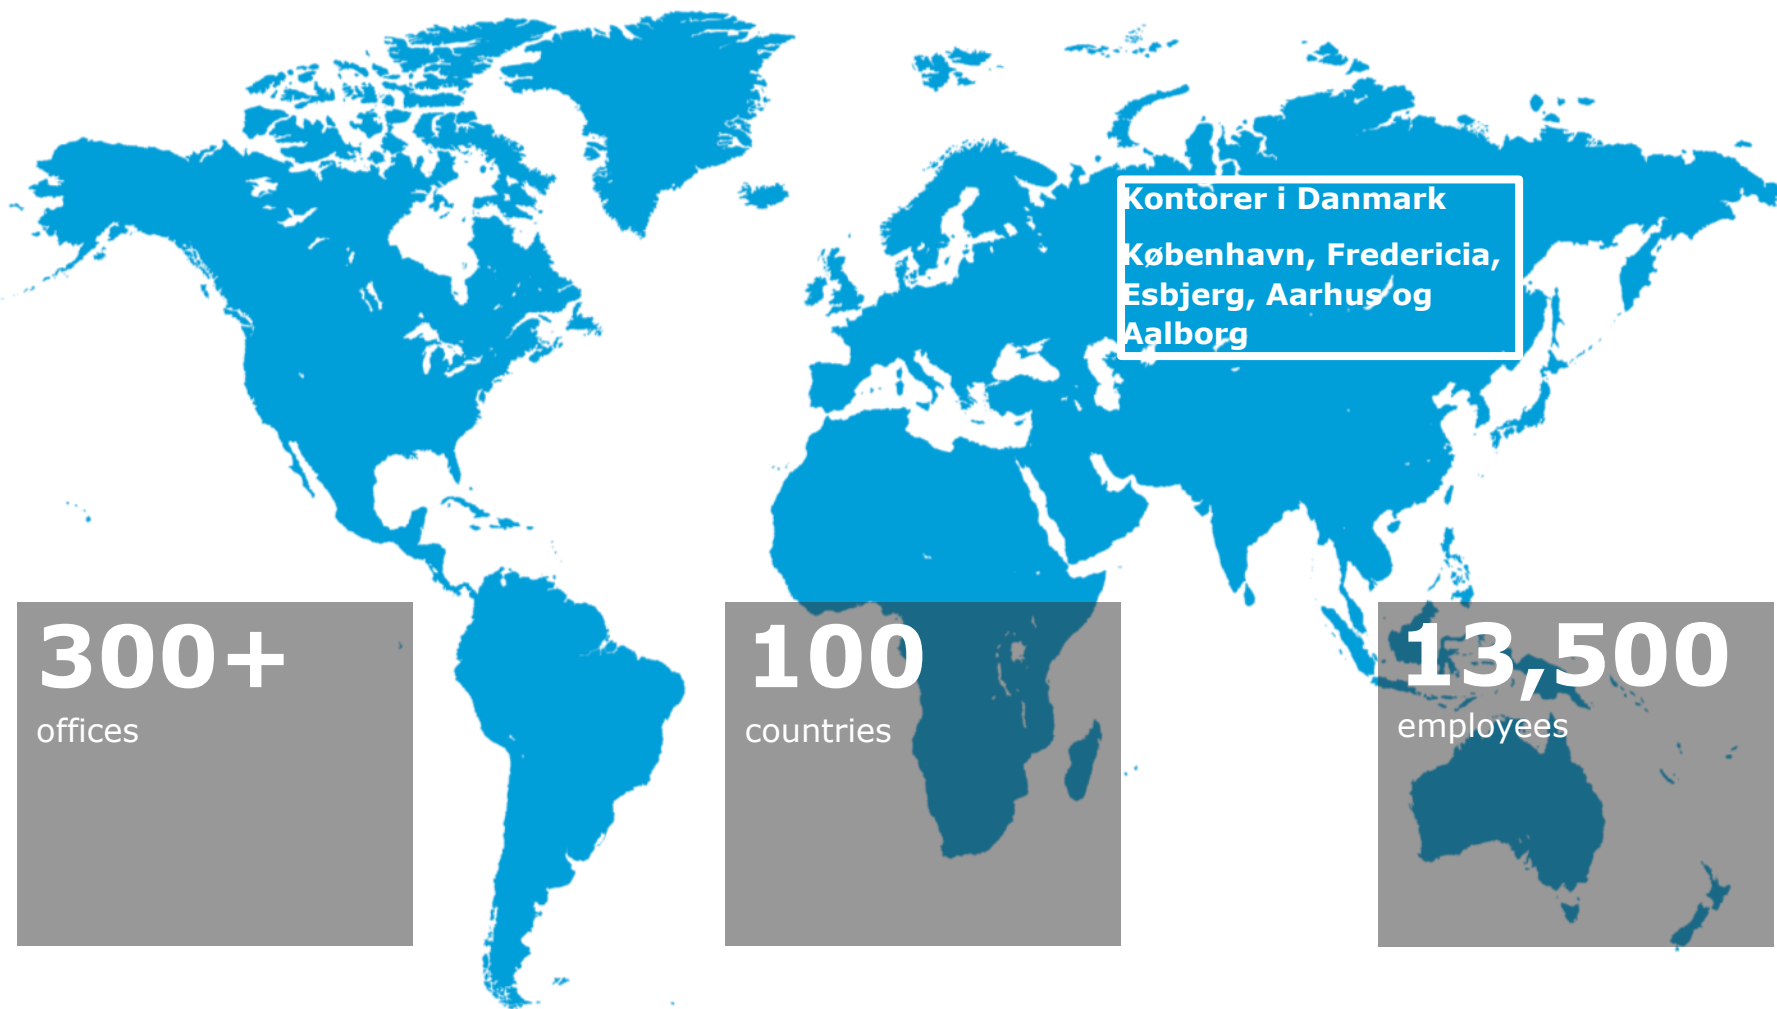 Kontorer i Danmark
København, Fredericia,
Esbjerg, Aarhus og
Aalborg
300+
offices
100
countries
13,500
employees